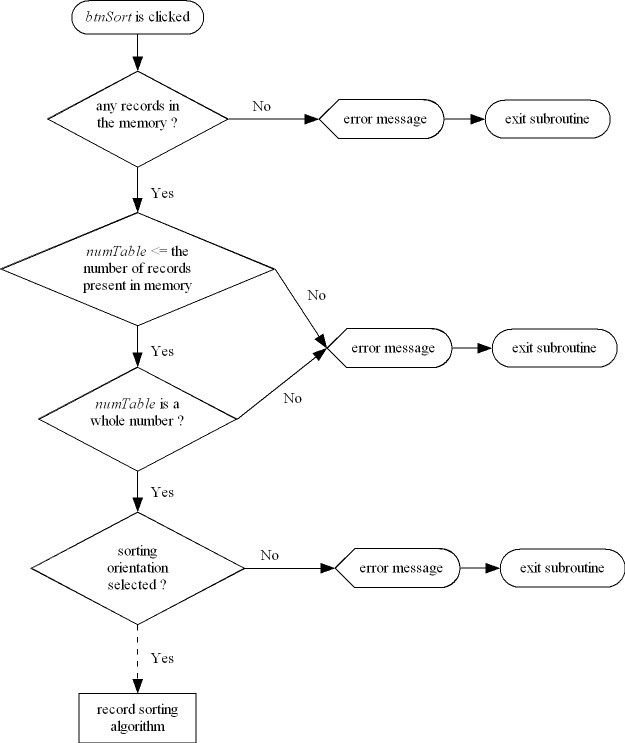 btnSort is clicked
any records in
the memory ?
No
error message
exit subroutine
Yes
numTable <= the
number of records
present in memory
No
error message
exit subroutine
Yes
numTable is a
whole number ?
No
Yes
sorting
orientation
selected ?
No
error message
exit subroutine
Yes
record sorting
algorithm